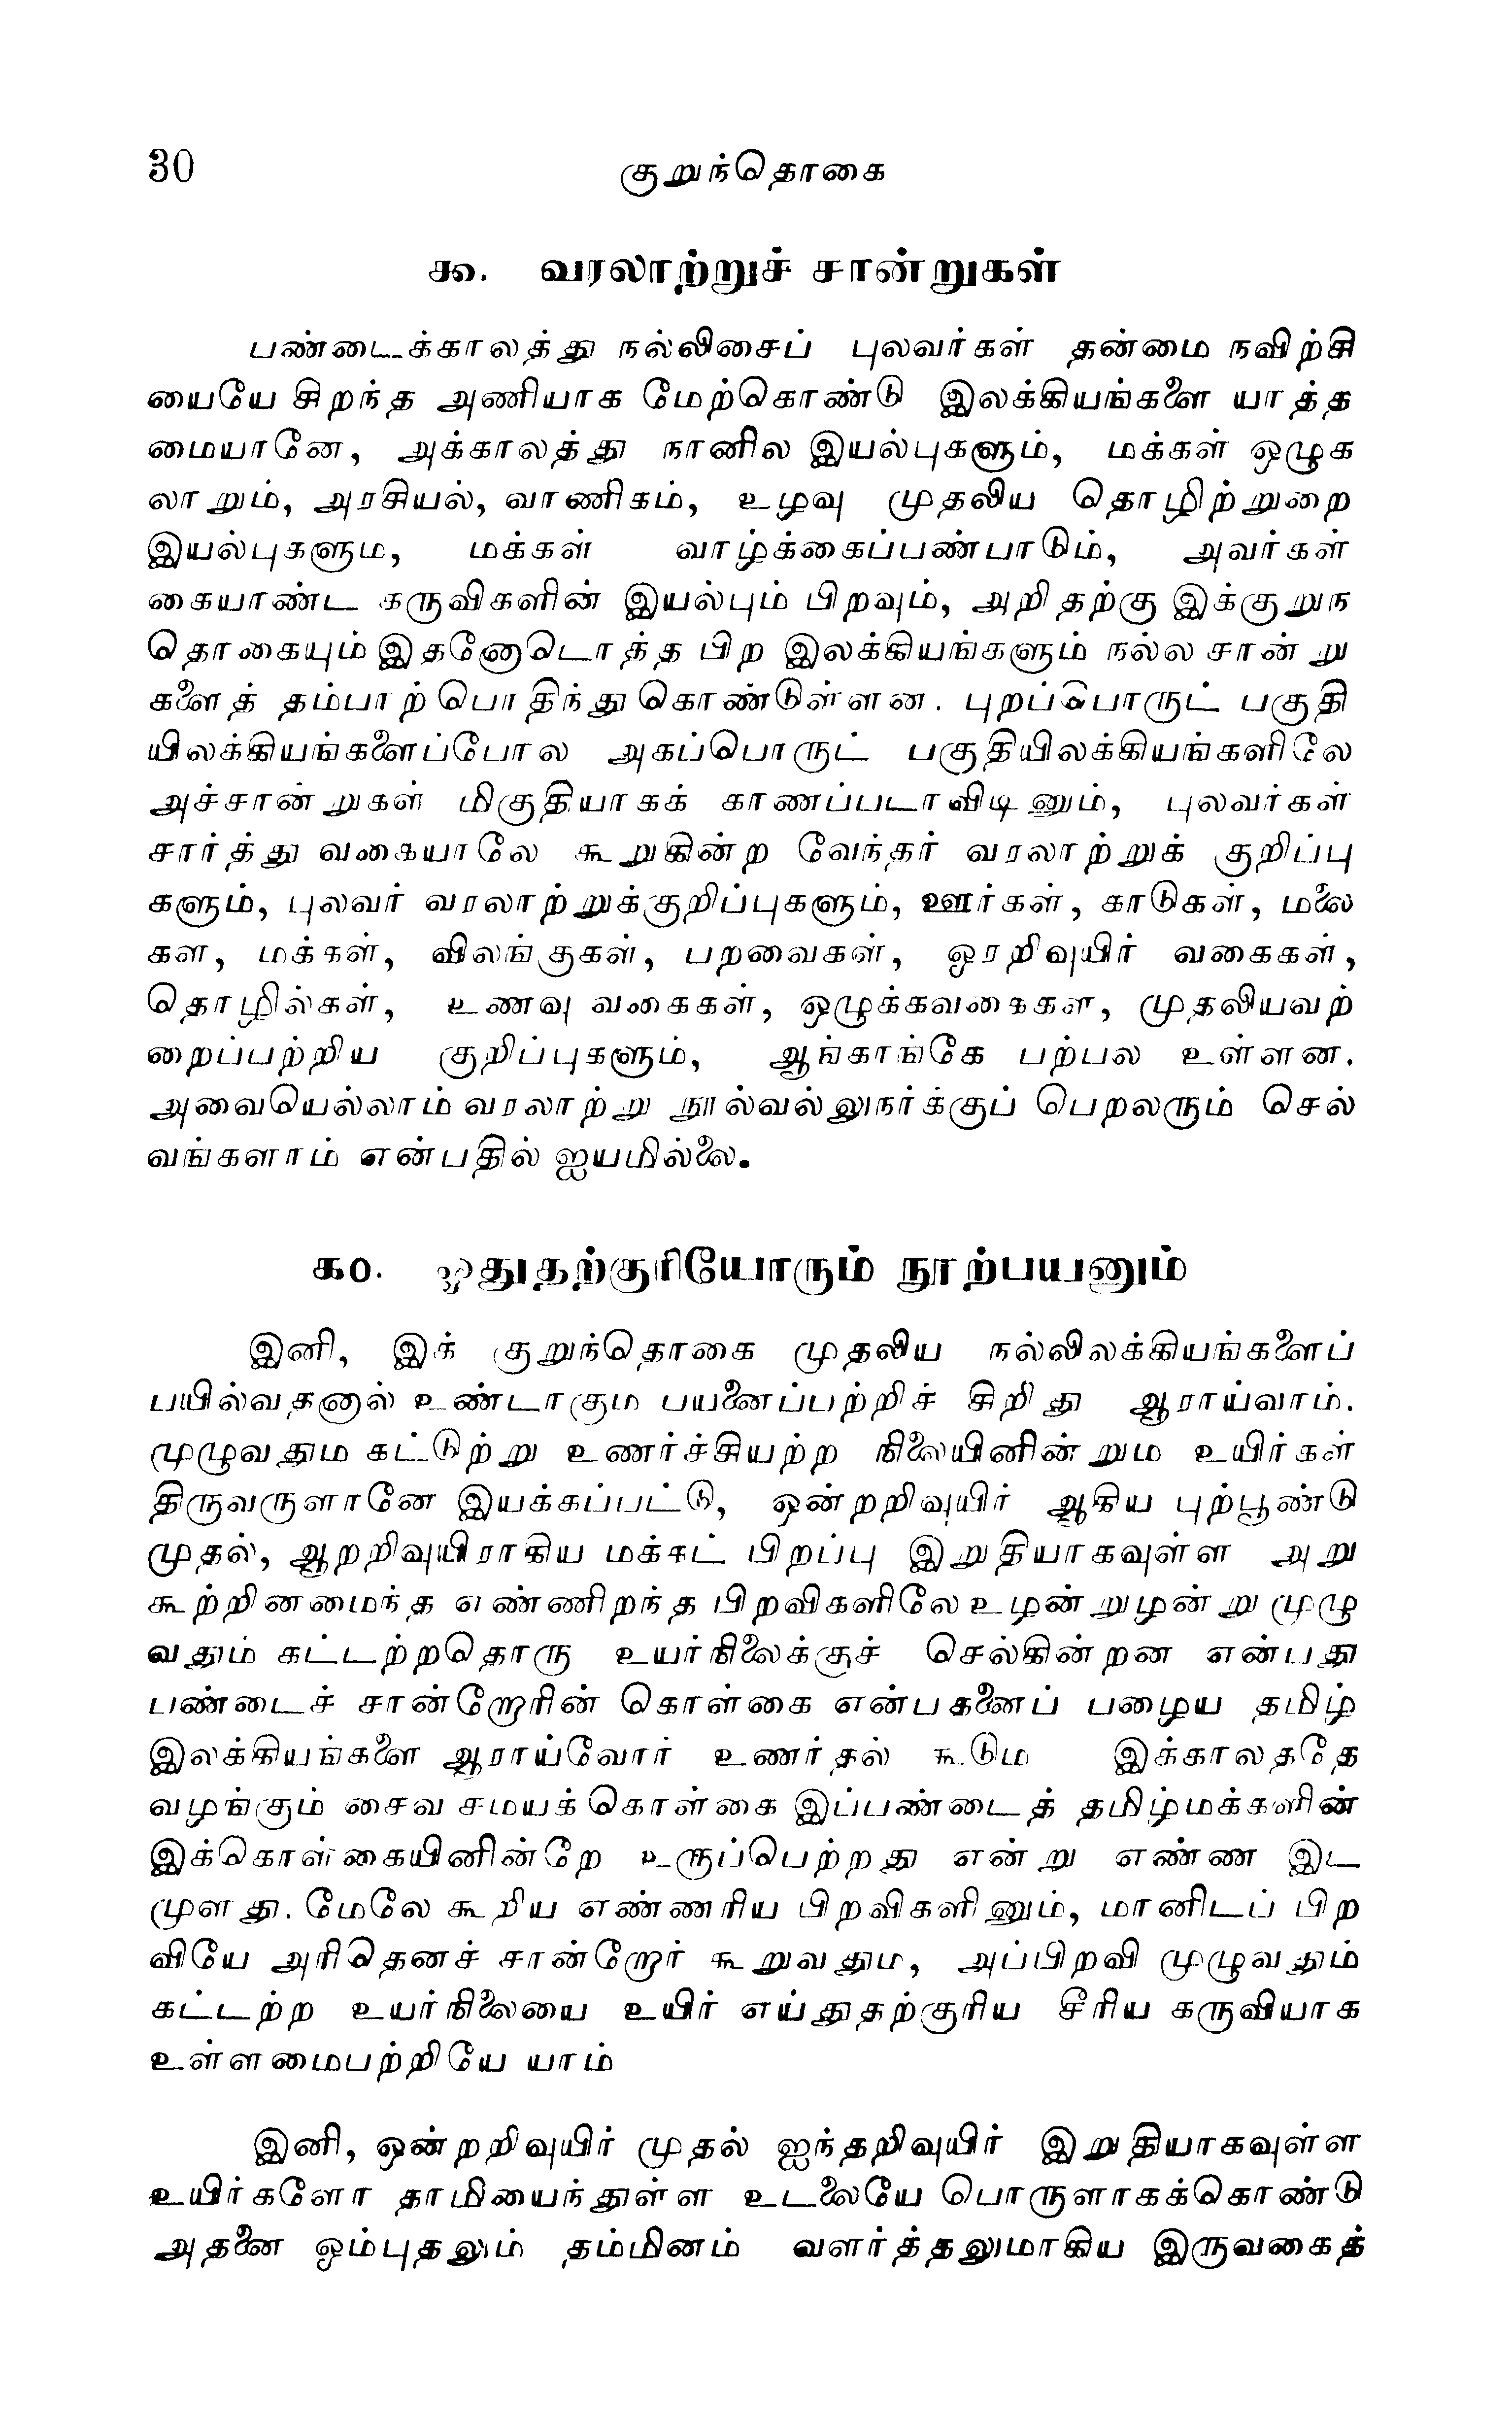 30 குறுந்தொகை
௯. வரலாற்றுச் சான்றுகள்
பண்டைக்காலத்து நல்லிசைப் புலவர்கள் தன்மை நவிற்சி
யையே சிறந்த அணியாக மேற்கொண்டு இலக்கியங்களை யாத்த
மையானே, அக்காலத்து நானில இயல்புகளும், மக்கள் ஒழுக
லாறும், அரசியல், வாணிகம், உழவு முதலிய தொழிற்றுறை
இயல்புகளும, மக்கள் வாழ்க்கைப்பண்பாடும், அவர்கள்
கையாண்ட கருவிகளின் இயல்பும் பிறவும், அறிதற்கு இக்குறுந
தொகையும் இதனோடொத்த பிற இலக்கியங்களும் நல்ல சான்று
களைத் தம்பாற் பொதிந்து கொண்டுள்ளன. புறப்பொருட் பகுதி
யிலக்கியங்களைப்போல அகப்பொருட் பகுதியிலக்கியங்களிலே
அச்சான்றுகள் மிகுதியாகக் காணப்படாவிடினும், புலவர்கள்
சார்த்து வகையாலே கூறுகின்ற வேந்தர் வரலாற்றுக் குறிப்பு
களும், புலவர் வரலாற்றுக்குறிப்புகளும், ஊர்கள், காடுகள், மலை
கள, மக்கள், விலங்குகள், பறவைகள், ஓரறிவுயிர் வகைகள்,
தொழில்கள், உணவு வகைகள், ஒழுக்கவகைகள, முதலியவற்
றைப்பற்றிய குறிப்புகளும், ஆங்காங்கே பற்பல உள்ளன.
அவையெல்லாம் வரலாற்று நூல்வல்லுநர்க்குப் பெறலரும் செல்
வங்களாம் என்பதில் ஐயமில்லை.
௧௦. ஓதுதற்குரியோரும் நூற்பயனும்
இனி, இக் குறுந்தொகை முதலிய நல்லிலக்கியங்களைப்
பயில்வதனால் உண்டாகும பயனைப்பற்றிச் சிறிது ஆராய்வாம்.
முழுவதும கட்டுற்று உணர்ச்சியற்ற நிலையினின்றும உயிர்கள்
திருவருளானே இயக்கப்பட்டு, ஒன்றறிவுயிர் ஆகிய புற்பூண்டு
முதல், ஆறறிவுயிராகிய மக்கட் பிறப்பு இறுதியாகவுள்ள அறு
கூற்றினமைந்த எண்ணிறந்த பிறவிகளிலே உழன்றுழன்று முழு
வதும் கட்டற்றதொரு உயர்நிலைக்குச் செல்கின்றன என்பது
பண்டைச் சான்றோரின் கொள்கை என்பதனைப் பழைய தமிழ்
இலக்கியங்களை ஆராய்வோர் உணர்தல் கூடும இக்காலததே
வழங்கும் சைவ சமயக் கொள்கை இப்பண்டைத் தமிழ்மக்களின்
இக்கொள்கையினின்றே உருப்பெற்றது என்று எண்ண இட
முளது. மேலே கூறிய எண்ணரிய பிறவிகளினும், மானிடப் பிற
வியே அரிதெனச் சான்றோர் கூறுவதும, அப்பிறவி முழுவதும்
கட்டற்ற உயர்நிலையை உயிர் எய்துதற்குரிய சீரிய கருவியாக
உள்ளமைபற்றியே யாம்
இனி, ஒன்றறிவுயிர் முதல் ஐந்தறிவுயிர் இறுதியாகவுள்ள
உயிர்களோ தாமியைந்துள்ள உடலையே பொருளாகக்கொண்டு
அதனை ஓம்புதலும் தம்மினம் வளர்த்தலுமாகிய இருவகைத்